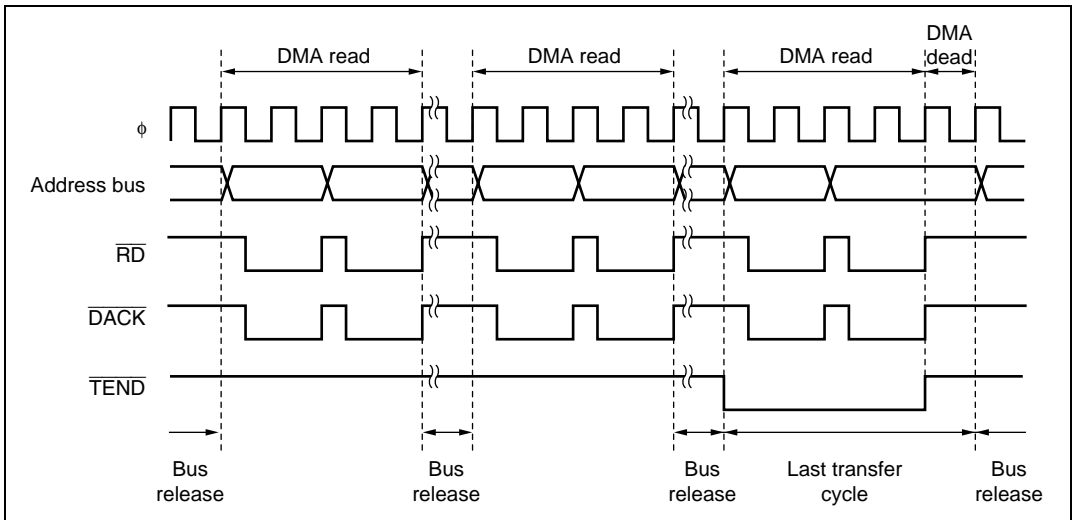 DMA read
DMA read
DMA read
DMA
dead
ϕ
Address bus
RD
DACK
TEND
Bus
release
Bus
release
Bus
release
Last transfer
cycle
Bus
release